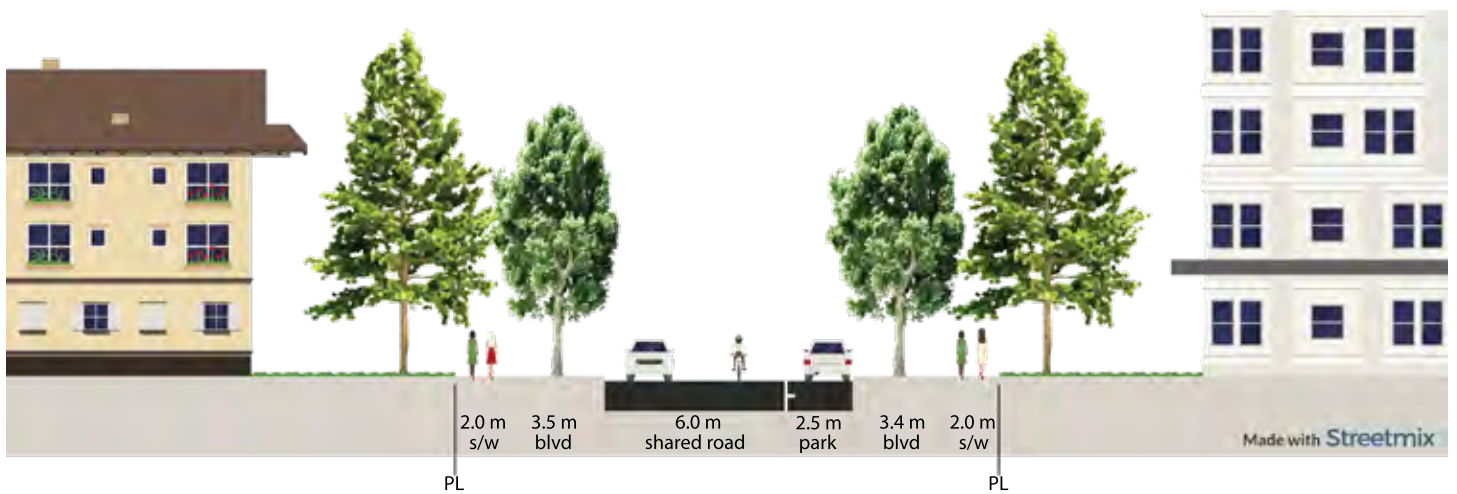 2.0 m
s/w
3.5 m
blvd
6.0 m
shared road
2.5 m
park
3.4 m
blvd
2.0 m
s/w
Made with Streetmix
PL
PL